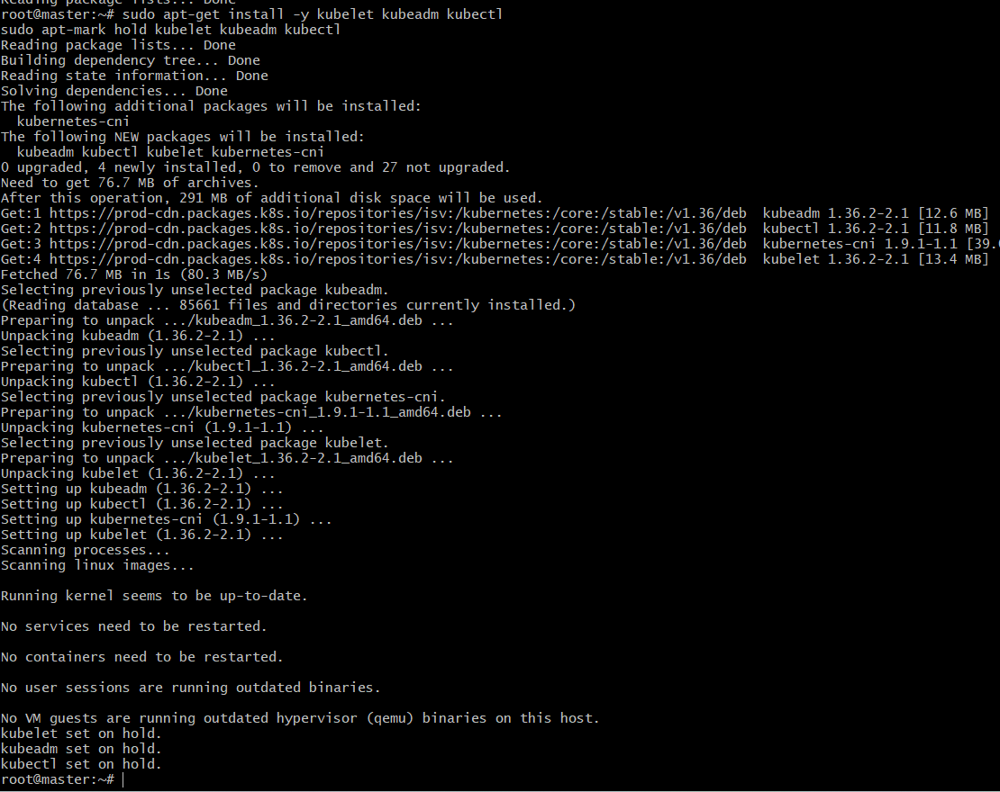 root@master:~# sudo apt-get install -y kubelet kubeadm kubectl
sudo apt-mark hold kubelet kubeadm kubectl
Reading package lists... Done
Building dependency tree... Done
Reading state information... Done
Solving dependencies... Done
The following additional packages will be installed:
  kubernetes-cni
The following NEW packages will be installed:
  kubeadm kubectl kubelet kubernetes-cni
0 upgraded, 4 newly installed, 0 to remove and 27 not upgraded.
Need to get 76.7 MB of archives.
After this operation, 291 MB of additional disk space will be used.
Get:1 https://prod-cdn.packages.k8s.io/repositories/isv:/kubernetes:/core:/stable:/v1.36/deb  kubeadm 1.36.2-2.1 [12.6 MB]
Get:2 https://prod-cdn.packages.k8s.io/repositories/isv:/kubernetes:/core:/stable:/v1.36/deb  kubectl 1.36.2-2.1 [11.8 MB]
Get:3 https://prod-cdn.packages.k8s.io/repositories/isv:/kubernetes:/core:/stable:/v1.36/deb  kubernetes-cni 1.9.1-1.1 [39.
Get:4 https://prod-cdn.packages.k8s.io/repositories/isv:/kubernetes:/core:/stable:/v1.36/deb  kubelet 1.36.2-2.1 [13.4 MB]
Fetched 76.7 MB in 1s (80.3 MB/s)
Selecting previously unselected package kubeadm.
(Reading database ... 85661 files and directories currently installed.)
Preparing to unpack .../kubeadm_1.36.2-2.1_amd64.deb ...
Unpacking kubeadm (1.36.2-2.1) ...
Selecting previously unselected package kubectl.
Preparing to unpack .../kubectl_1.36.2-2.1_amd64.deb ...
Unpacking kubectl (1.36.2-2.1) ...
Selecting previously unselected package kubernetes-cni.
Preparing to unpack .../kubernetes-cni_1.9.1-1.1_amd64.deb ...
Unpacking kubernetes-cni (1.9.1-1.1) ...
Selecting previously unselected package kubelet.
Preparing to unpack .../kubelet_1.36.2-2.1_amd64.deb ...
Unpacking kubelet (1.36.2-2.1) ...
Setting up kubeadm (1.36.2-2.1) ...
Setting up kubectl (1.36.2-2.1) ...
Setting up kubernetes-cni (1.9.1-1.1) ...
Setting up kubelet (1.36.2-2.1) ...
Scanning processes...
Scanning linux images...

Running kernel seems to be up-to-date.

No services need to be restarted.

No containers need to be restarted.

No user sessions are running outdated binaries.

No VM guests are running outdated hypervisor (qemu) binaries on this host.
kubelet set on hold.
kubeadm set on hold.
kubectl set on hold.
root@master:~#